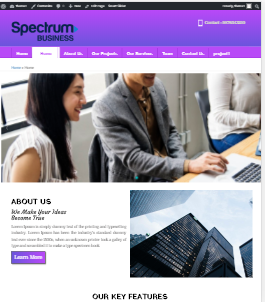 Spectrum
BUSINESS
Home
Home
About Us
Our Projects
Our Services
Team
Contact Us
project1
Home » Home
ABOUT US
We Make Your Ideas
Become True
Lorem Ipsum is simply dummy text of the printing and typesetting
industry. Lorem Ipsum has been the industry's standard dummy
text ever since the 1500s, when an unknown printer took a galley of
type and scrambled it to make a type specimen book.
Learn More
OUR KEY FEATURES